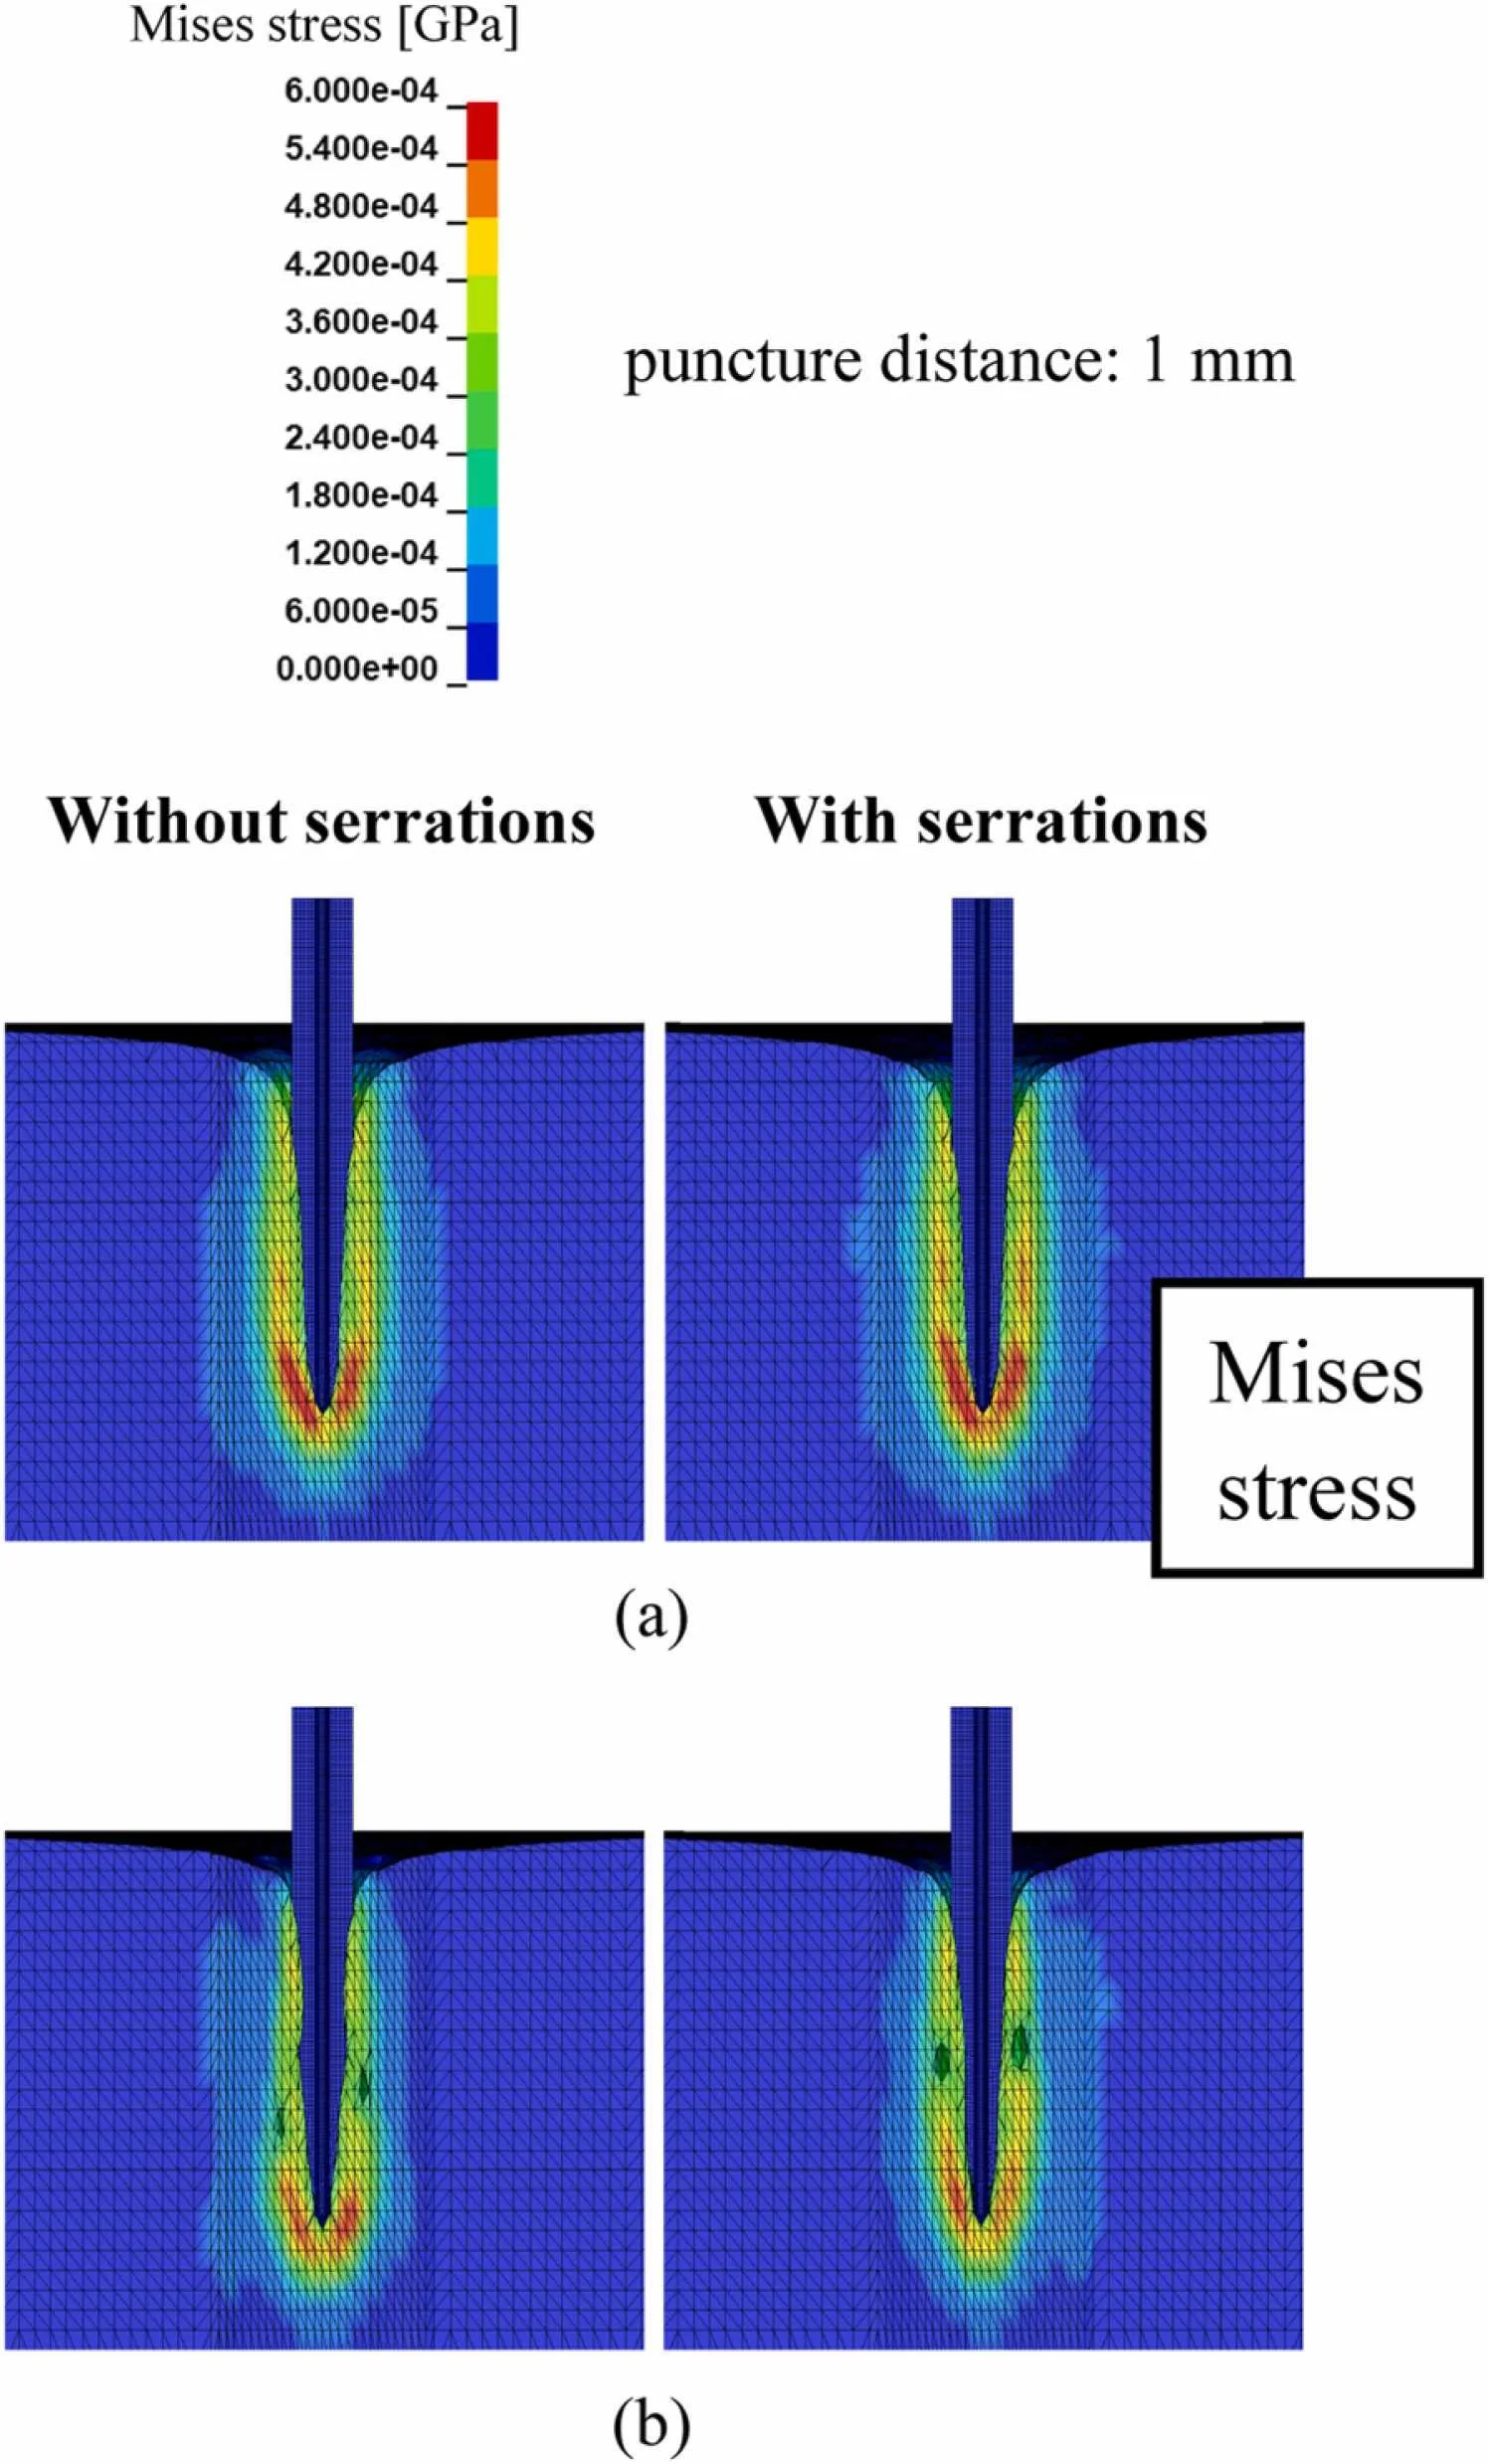 Mises stress [GPa]
6.000e-04
5.400e-04
4.800e-04
4.200e-04
3.600e-04
3.000e-04
2.400e-04
1.800e-04
1.200e-04
6.000e-05
0.000e+00
puncture distance: 1 mm
Without serrations
With serrations
Mises
stress
(a)
(b)